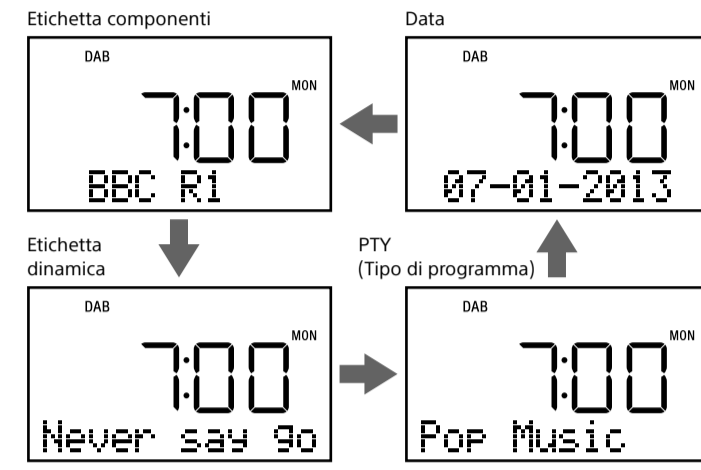 Etichetta componenti
DAB
MON
7:00
BBC R1
Data
DAB
MON
7:00
07-01-2013
Etichetta
dinamica
DAB
MON
7:00
Never say go
PTY
(Tipo di programma)
DAB
MON
7:00
Pop Music